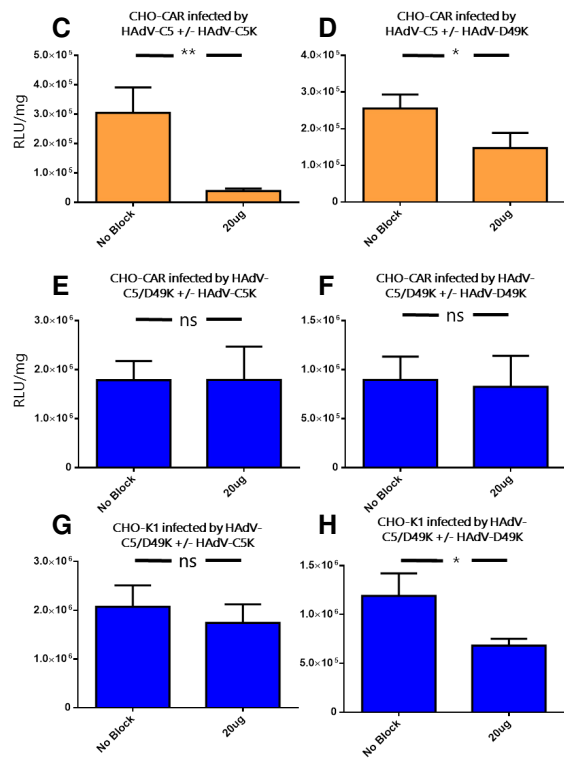 C
CHO-CAR infected by
HAdV-C5 +/- HAdV-C5K
**
5.0×10⁵
4.0×10⁵
3.0×10⁵
2.0×10⁵
1.0×10⁵
0
RLU/mg
No Block
20ug
D
CHO-CAR infected by
HAdV-C5 +/- HAdV-D49K
*
4.0×10⁵
3.0×10⁵
2.0×10⁵
1.0×10⁵
0
No Block
20ug
E
CHO-CAR infected by HAdV-
C5/D49K +/- HAdV-C5K
ns
3.0×10⁶
2.0×10⁶
1.0×10⁶
0
RLU/mg
No Block
20ug
F
CHO-CAR infected by HAdV-
C5/D49K +/- HAdV-D49K
ns
1.5×10⁶
1.0×10⁶
5.0×10⁵
0
No Block
20ug
G
CHO-K1 infected by HAdV-
C5/D49K +/- HAdV-C5K
ns
3.0×10⁶
2.0×10⁶
1.0×10⁶
0
No Block
20ug
H
CHO-K1 infected by HAdV-
C5/D49K +/- HAdV-D49K
*
1.5×10⁶
1.0×10⁶
5.0×10⁵
0
No Block
20ug